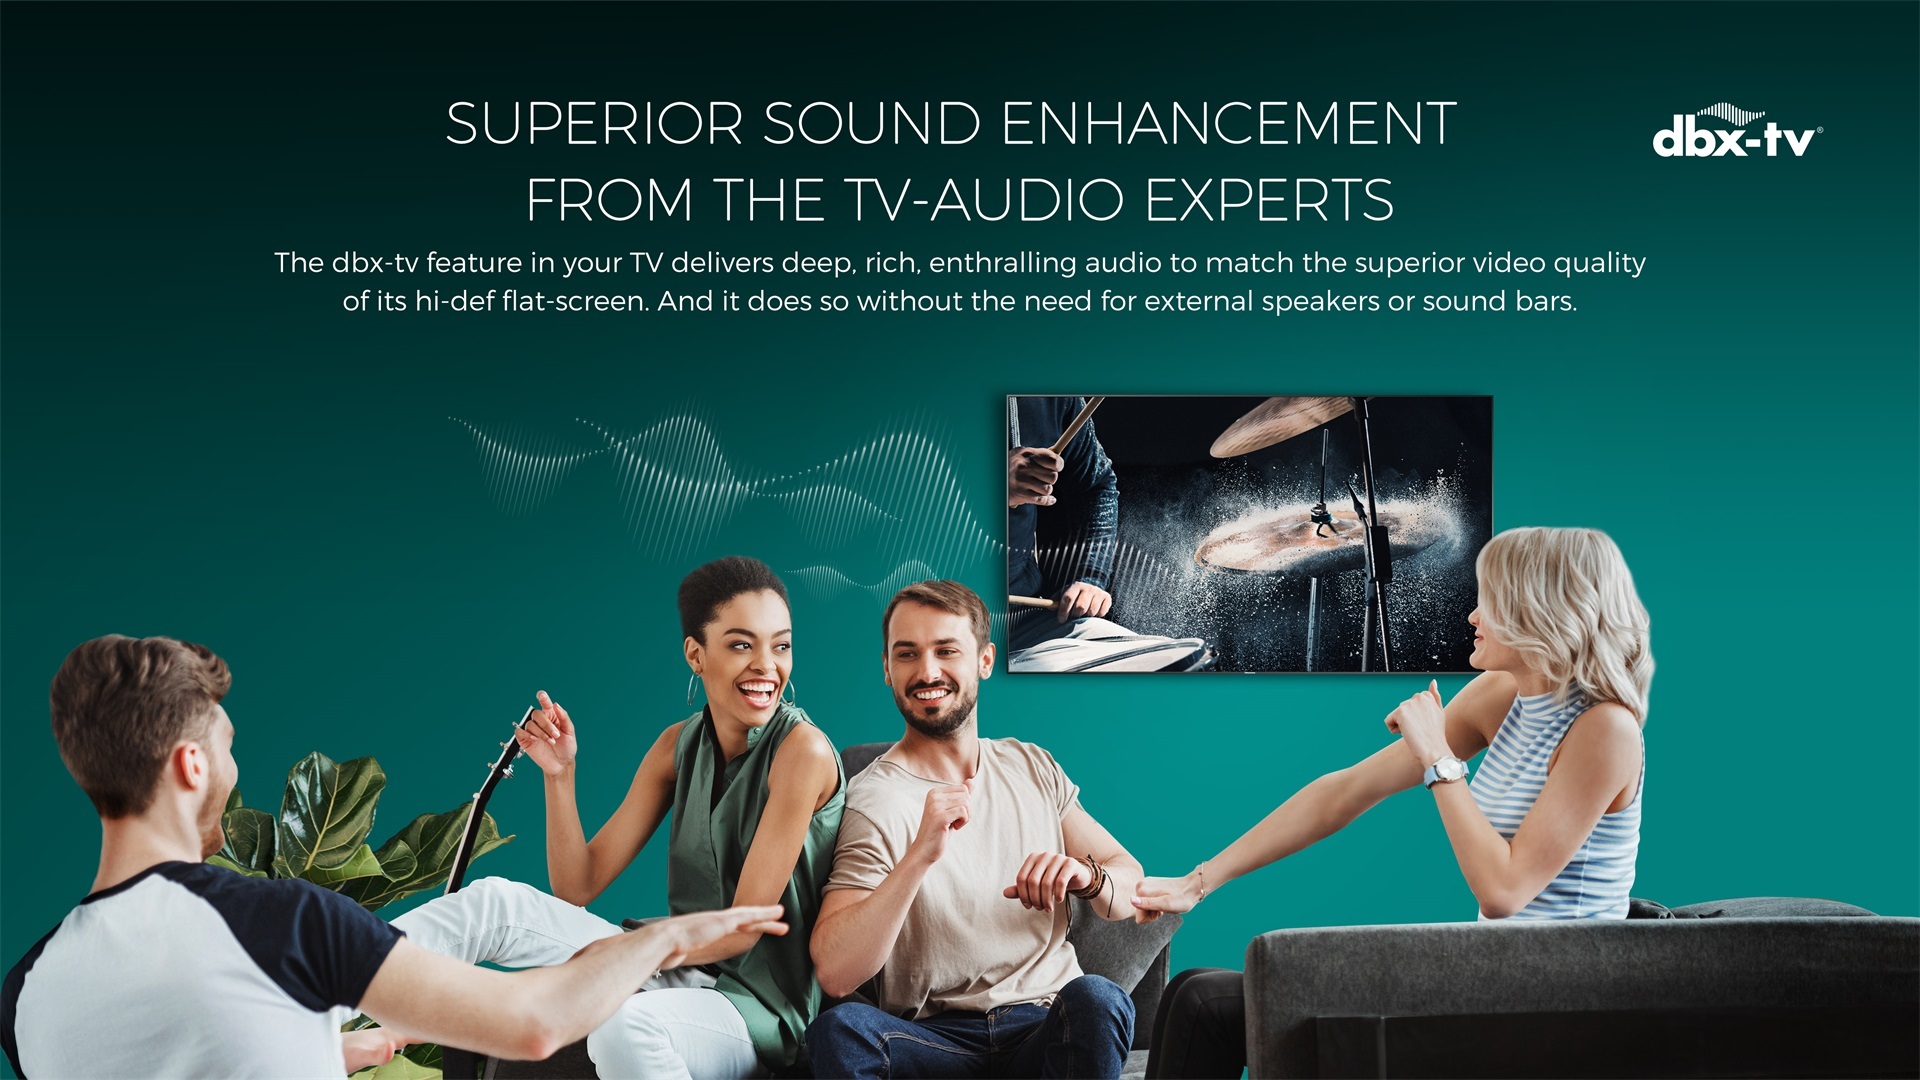 SUPERIOR SOUND ENHANCEMENT
FROM THE TV-AUDIO EXPERTS
dbx-tv®
The dbx-tv feature in your TV delivers deep, rich, enthralling audio to match the superior video quality
of its hi-def flat-screen. And it does so without the need for external speakers or sound bars.